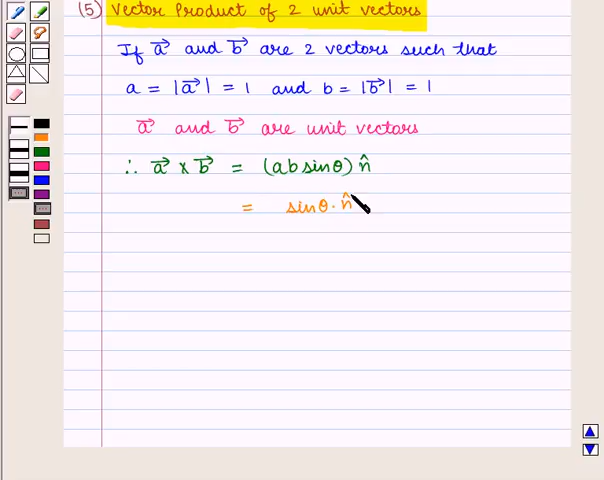 (5) Vector Product of 2 unit vectors
If a⃗ and b⃗ are 2 vectors such that
a = |a⃗| = 1 and b = |b⃗| = 1
a⃗ and b⃗ are unit vectors
∴ a⃗ x b⃗ = (ab sinθ) n̂
= sinθ · n̂